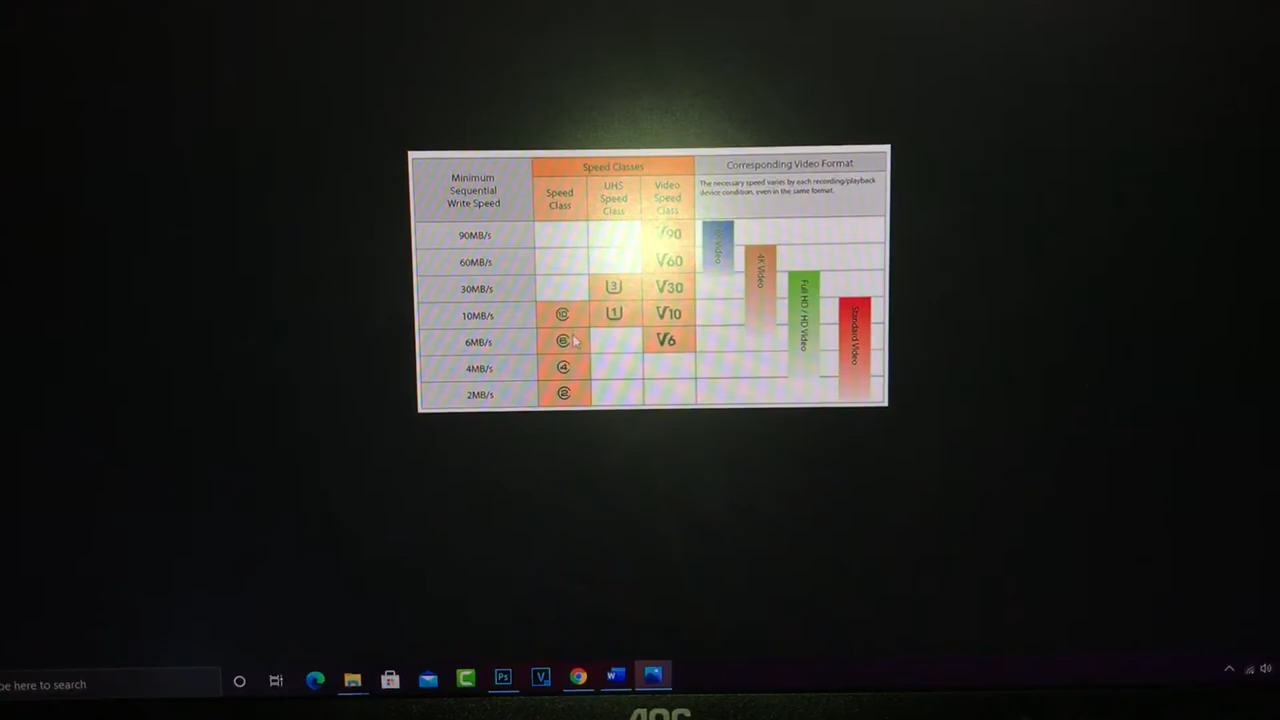 Minimum
Sequential
Write Speed
Speed Classes
Speed
Class
UHS
Speed
Class
Video
Speed
Class
Corresponding Video Format
The necessary speed varies by each recording/playback
device condition, even in the same format.
90MB/s
V90
60MB/s
V60
30MB/s
3
V30
10MB/s
10
1
V10
6MB/s
6
V6
4MB/s
4
2MB/s
2
Video
4K Video
Full HD / HD Video
Standard Video
pe here to search
Ps
V
W
AOC